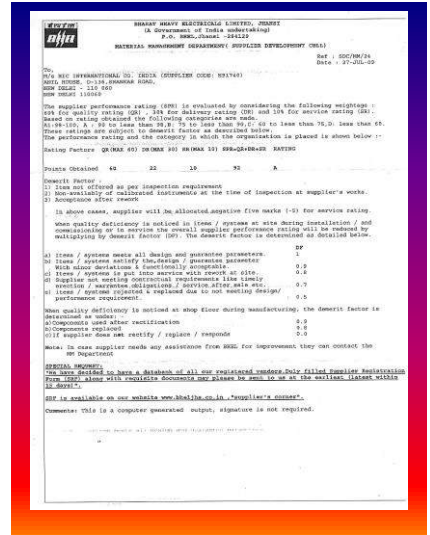 BHARAT HEAVY ELECTRICALS LIMITED, JHANSI
(A Government of India undertaking)
P.O. BHEL, Jhansi -284129
MATERIAL MANAGEMENT DEPARTMENT( SUPPLIER DEVELOPMENT CELL)
Ref : SDC/MM/26
Date : 27-JUL-09
To,
M/s NIC INTERNATIONAL CO. INDIA (SUPPLIER CODE:
HOUSE, ROAD,
NEW DELHI - 110 060
NEW DELHI 110060
The supplier performance rating (SPR) is evaluated by considering the following weightage :
60% for quality rating (QR) , 30% for delivery rating (DR) and 10% for service rating (SR).
Based on rating obtained the following categories are made.
A1:98-100, A : 90 to less than 98,B: 75 to less than 90,C: 60 to less than 75,D: less than 60.
These ratings are subject to demerit factor as described below.
The performance rating and the category in which the organisation is placed is shown below :-
Rating Factors QR(MAX 60) DR(MAX 30) SR(MAX 10) SPR=QR+DR+SR RATING
Points Obtained 60 22 10 92 A
Demerit Factor :
1) Item not offered as per inspection requirement
2) Non-availability of calibrated instruments at the time of inspection at supplier's works.
3) Acceptance after rework
In above cases, supplier will be allocated negative five marks (-5) for service rating.
When quality deficiency is noticed in items / systems at site during installation / and
commissioning or in service the overall supplier performance rating will be reduced by
multiplying by demerit factor (DF). The demerit factor is determined as detailed below.
DF
a) Items / systems meets all design and guarantee parameters. 1
b) Items / systems satisfy the design / guarantee parameter
With minor deviations & functionally acceptable. 0.9
c) Items / system is put into service with rework at site. 0.8
d) Supplier not meeting contractual requirements like timely
erection / warrantee obligations / service after sale etc. 0.7
e) items / systems rejected & replaced due to not meeting design/
performance requirement. 0.5
When quality deficiency is noticed at shop floor during manufacturing, the demerit factor is
determined as under: -
a)Components used after rectification 0.9
b)Components replaced
c)If supplier does not rectify / replace / responds
Note: In case supplier needs any assistance from BHEL for improvement they can contact the
MM Department
SPECIAL REQUEST:
"We have decided to have a databank of all our registered vendors.Duly filled Supplier Registration
Form (SRF) along with requisite documents may please be sent to us at the earliest (latest within
15 days)".
SRF is available on our website www.bheljhs.co.in ,"supplier's corner".
Comments: This is a computer generated output, signature is not required.